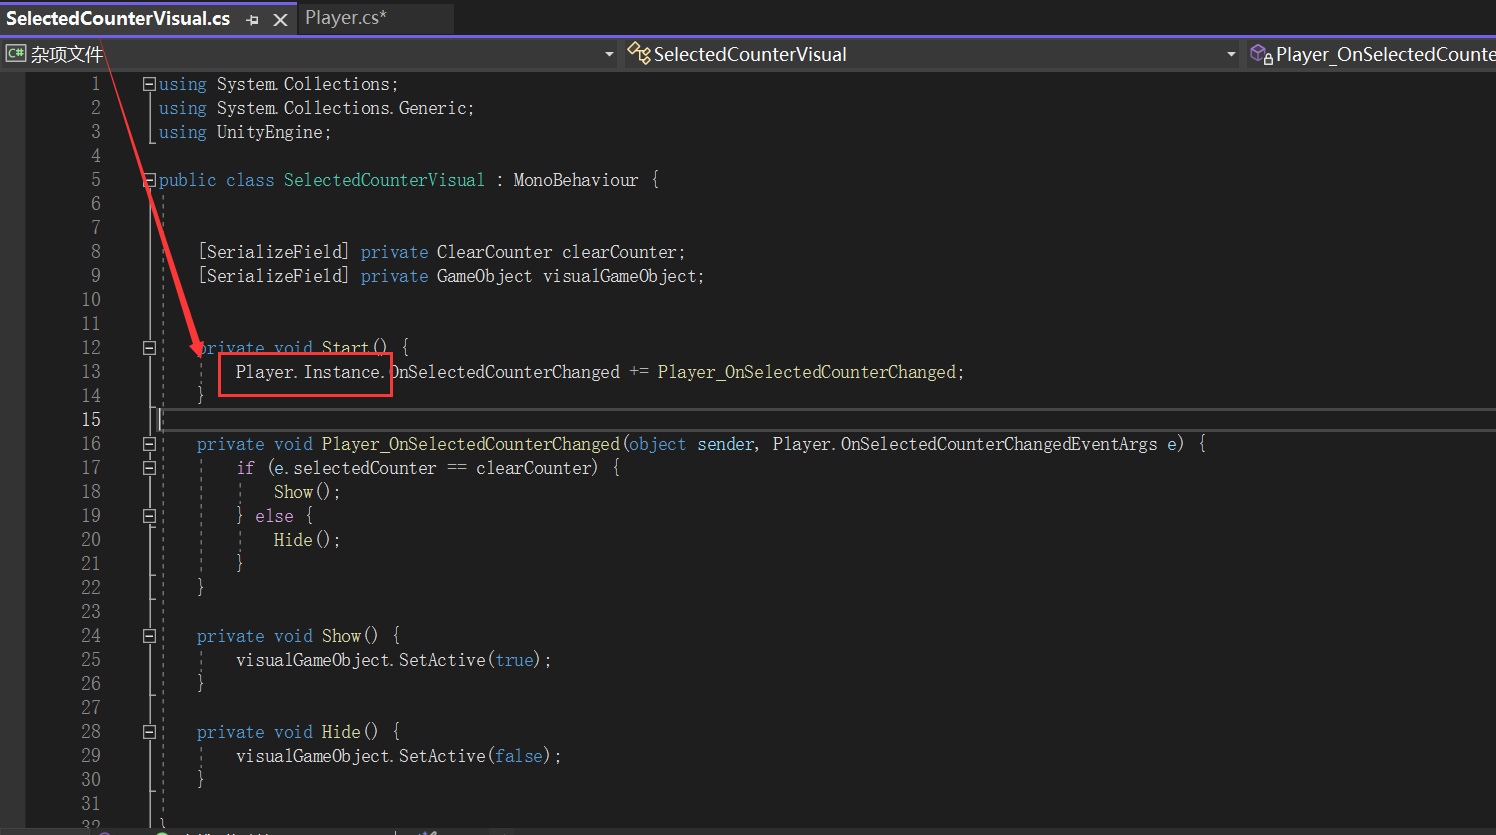 SelectedCounterVisual.cs
Player.cs*
C# 杂项文件
SelectedCounterVisual
Player_OnSelectedCounte
1 using System.Collections;
2 using System.Collections.Generic;
3 using UnityEngine;
4
5 public class SelectedCounterVisual : MonoBehaviour {
6
7
8 [SerializeField] private ClearCounter clearCounter;
9 [SerializeField] private GameObject visualGameObject;
10
11
12 private void Start() {
13 Player.Instance.OnSelectedCounterChanged += Player_OnSelectedCounterChanged;
14 }
15
16 private void Player_OnSelectedCounterChanged(object sender, Player.OnSelectedCounterChangedEventArgs e) {
17 if (e.selectedCounter == clearCounter) {
18 Show();
19 } else {
20 Hide();
21 }
22 }
23
24 private void Show() {
25 visualGameObject.SetActive(true);
26 }
27
28 private void Hide() {
29 visualGameObject.SetActive(false);
30 }
31
32 }